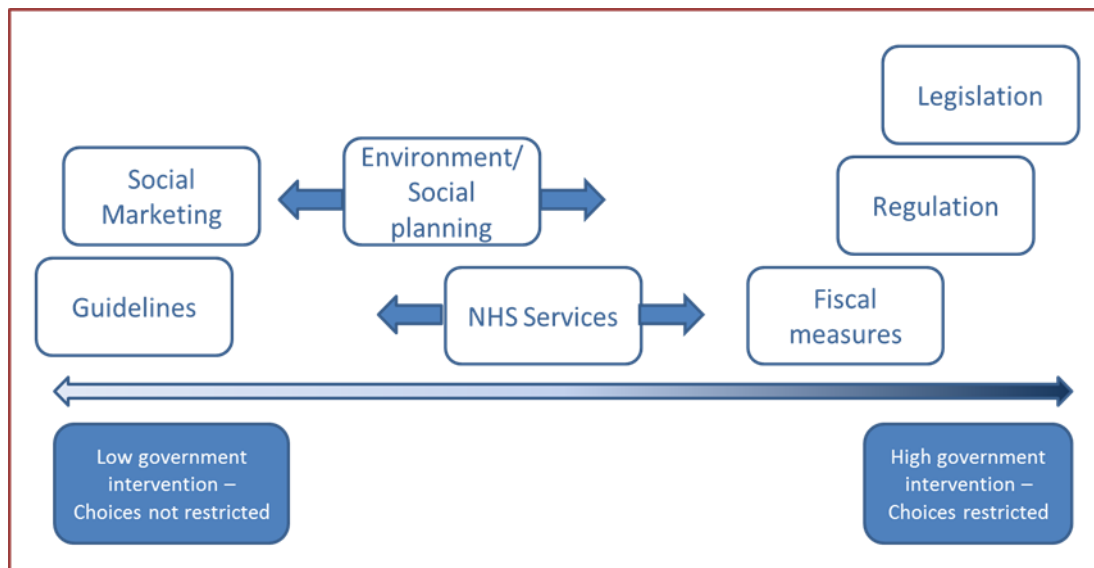 Legislation
Environment/
Social
planning
Social
Marketing
Regulation
Guidelines
NHS Services
Fiscal
measures
Low government
intervention –
Choices not restricted
High government
intervention –
Choices restricted